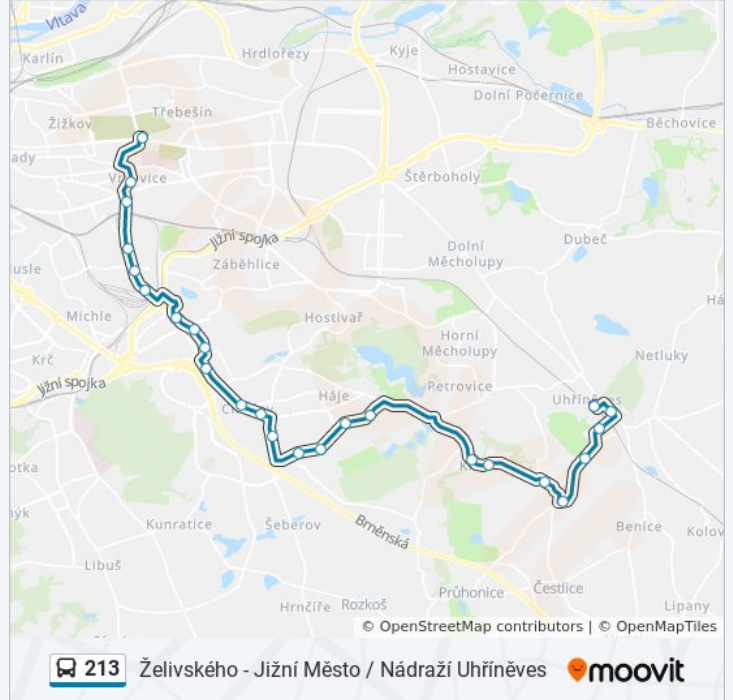 Vltava
Karlín
Hrdlořezy
Kyje
Hostavice
Dolní Počernice
Třebešín
Žižkov
Běchovice
ady
Vršovice
Štěrboholy
Jižní spojka
Dolní
Měcholupy
Dubeč
usle
Záběhlice
Há
Michle
Hostivař
Horní
Měcholupy
Netluky
Krč
Jižní spojka
Petrovice
Háje
Uhříněves
otka
ýk
Kunratice
Šeberov
Brněnská
Benice
Kolov
Libuš
Průhonice
Čestlice
Hrnčíře
Rozkoš
Lipany
© OpenStreetMap contributors | © OpenMapTiles
213
Želivského - Jižní Město / Nádraží Uhříněves
moovit